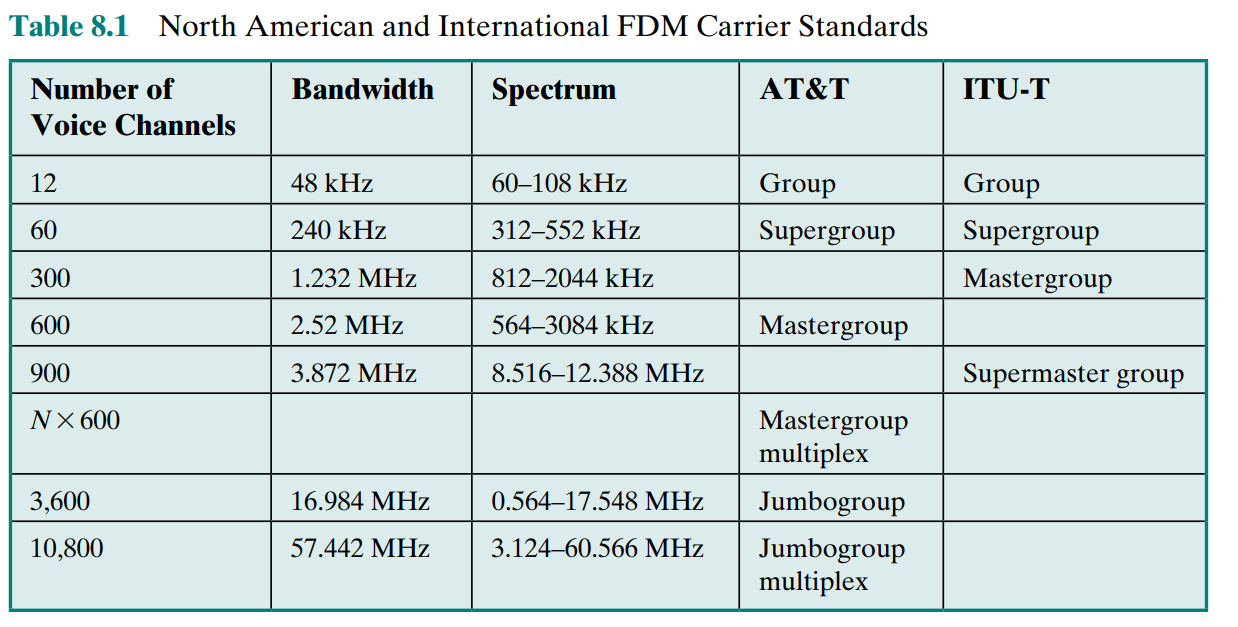 Table 8.1 North American and International FDM Carrier Standards
Number of Voice Channels Bandwidth Spectrum AT&T ITU-T
12 48 kHz 60–108 kHz Group Group
60 240 kHz 312–552 kHz Supergroup Supergroup
300 1.232 MHz 812–2044 kHz Mastergroup
600 2.52 MHz 564–3084 kHz Mastergroup
900 3.872 MHz 8.516–12.388 MHz Supermaster group
N × 600 Mastergroup multiplex
3,600 16.984 MHz 0.564–17.548 MHz Jumbogroup
10,800 57.442 MHz 3.124–60.566 MHz Jumbogroup multiplex